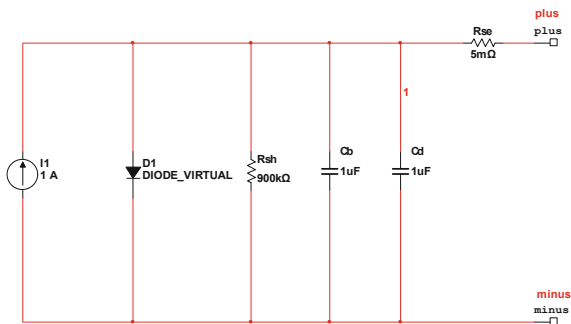 plus
Rse
plus
5mΩ
1
I1
1 A
D1
DIODE_VIRTUAL
Rsh
900kΩ
Cb
1uF
Cd
1uF
minus
minus